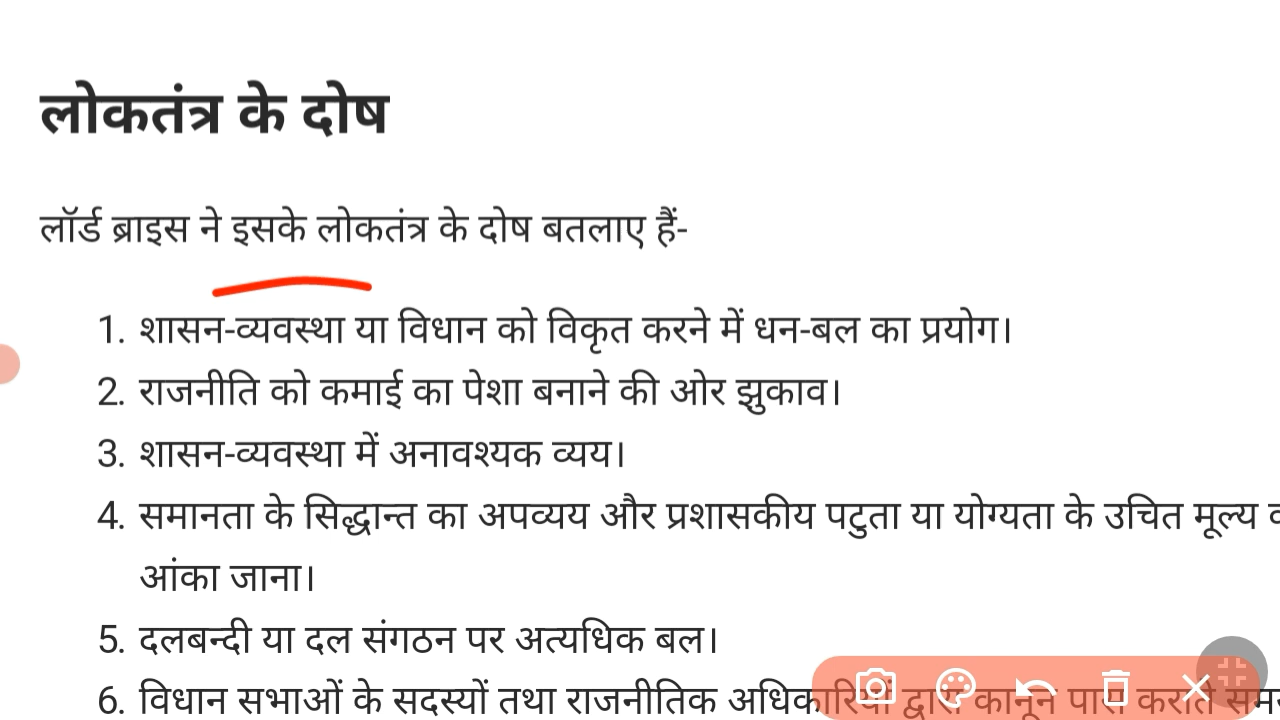 लोकतंत्र के दोष
लॉर्ड ब्राइस ने इसके लोकतंत्र के दोष बतलाए हैं-
1. शासन-व्यवस्था या विधान को विकृत करने में धन-बल का प्रयोग।
2. राजनीति को कमाई का पेशा बनाने की ओर झुकाव।
3. शासन-व्यवस्था में अनावश्यक व्यय।
4. समानता के सिद्धान्त का अपव्यय और प्रशासकीय पटुता या योग्यता के उचित मूल्य
आंका जाना।
5. दलबन्दी या दल संगठन पर अत्यधिक बल।
6. विधान सभाओं के सदस्यों तथा राजनीतिक अधिकारियों द्वारा कानून पास कराते